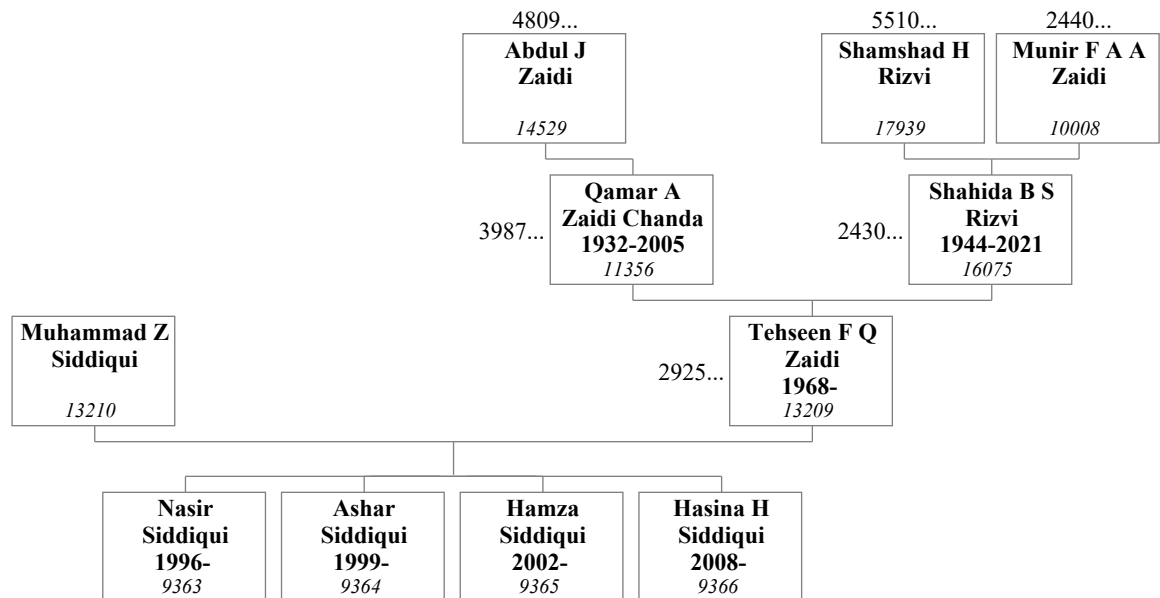 4809...
5510...
2440...
Abdul J
Zaidi
14529
Shamshad H
Rizvi
17939
Munir F A A
Zaidi
10008
3987...
Qamar A
Zaidi Chanda
1932-2005
11356
2430...
Shahida B S
Rizvi
1944-2021
16075
Muhammad Z
Siddiqui
13210
2925...
Tehseen F Q
Zaidi
1968-
13209
Nasir
Siddiqui
1996-
9363
Ashar
Siddiqui
1999-
9364
Hamza
Siddiqui
2002-
9365
Hasina H
Siddiqui
2008-
9366